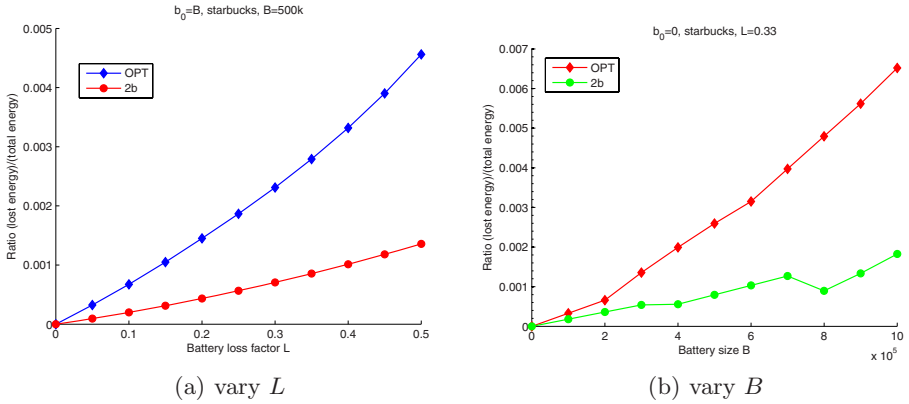 b0=B, starbucks, B=500k
0.005
0.004
0.003
0.002
0.001
0
Ratio (lost energy)/(total energy)
OPT
2b
0 0.1 0.2 0.3 0.4 0.5
Battery loss factor L
(a) vary L
b0=0, starbucks, L=0.33
0.007
0.006
0.005
0.004
0.003
0.002
0.001
0
Ratio (lost energy)/(total energy)
OPT
2b
0 2 4 6 8 10
x 10^5
Battery size B
(b) vary B